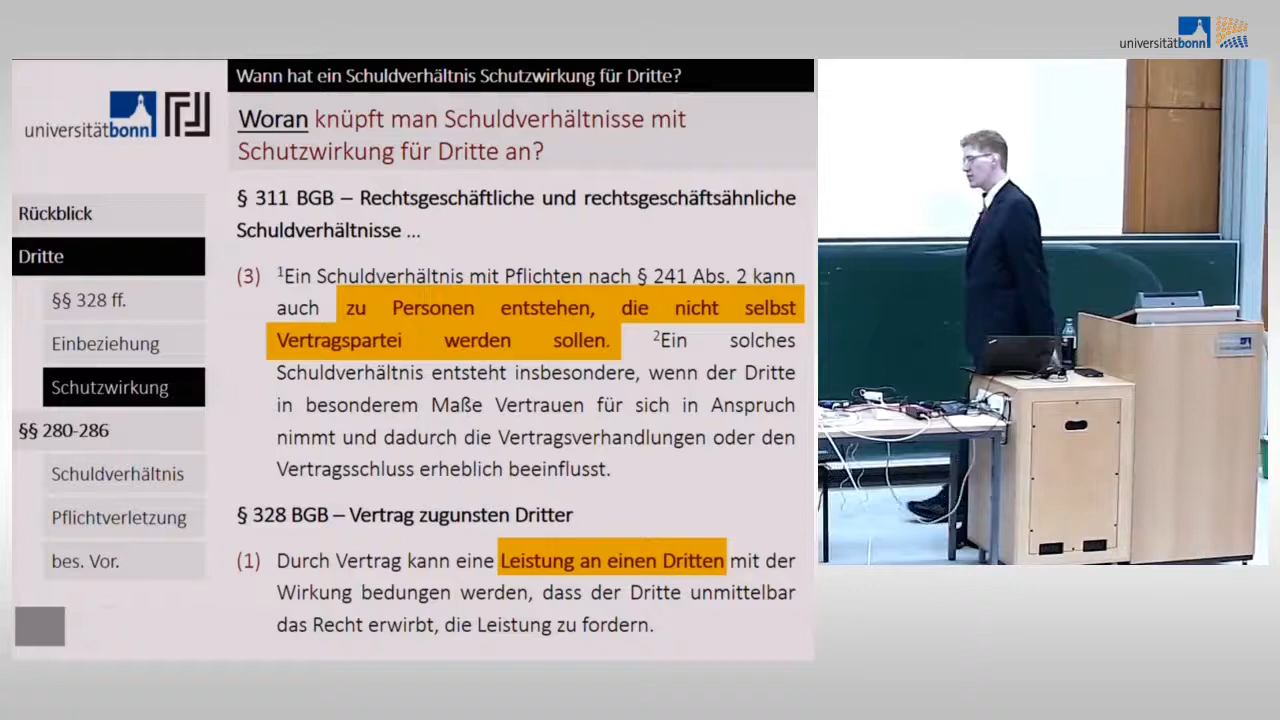 universitätbonn
Wann hat ein Schuldverhältnis Schutzwirkung für Dritte?
universitätbonn
Woran knüpft man Schuldverhältnisse mit
Schutzwirkung für Dritte an?
Rückblick
Dritte
§§ 328 ff.
Einbeziehung
Schutzwirkung
§§ 280-286
Schuldverhältnis
Pflichtverletzung
bes. Vor.
§ 311 BGB – Rechtsgeschäftliche und rechtsgeschäftsähnliche
Schuldverhältnisse ...
(3) ¹Ein Schuldverhältnis mit Pflichten nach § 241 Abs. 2 kann
auch zu Personen entstehen, die nicht selbst
Vertragspartei werden sollen. ²Ein solches
Schuldverhältnis entsteht insbesondere, wenn der Dritte
in besonderem Maße Vertrauen für sich in Anspruch
nimmt und dadurch die Vertragsverhandlungen oder den
Vertragsschluss erheblich beeinflusst.
§ 328 BGB – Vertrag zugunsten Dritter
(1) Durch Vertrag kann eine Leistung an einen Dritten mit der
Wirkung bedungen werden, dass der Dritte unmittelbar
das Recht erwirbt, die Leistung zu fordern.